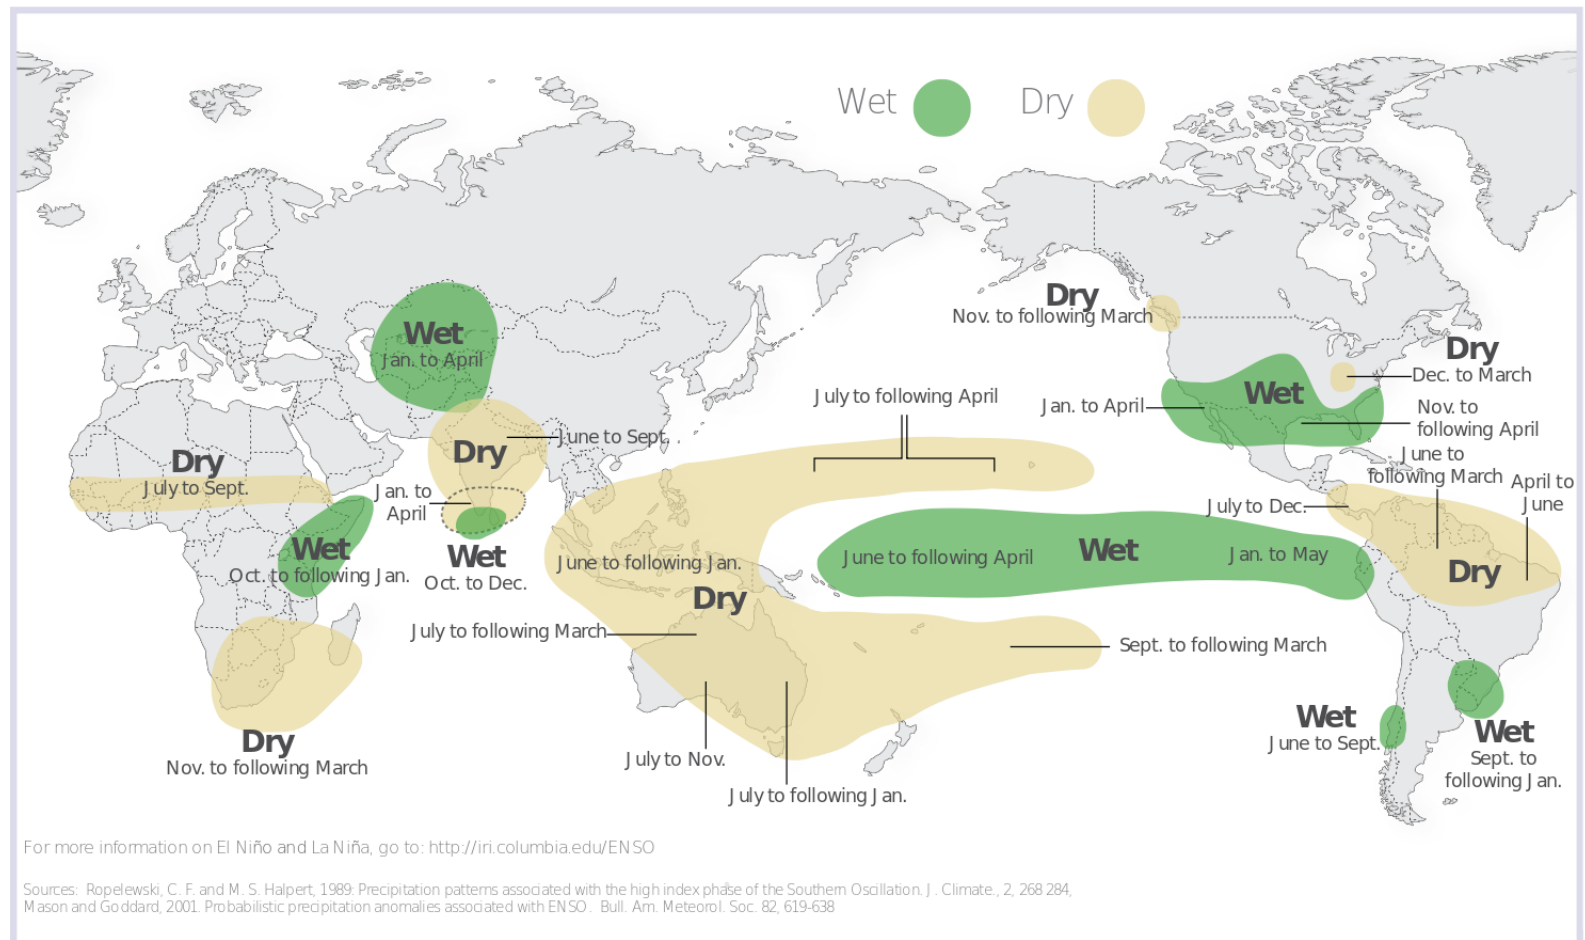 Wet
Dry
Dry
Nov. to following March
Dry
Dec. to March
Wet
Jan. to April
Wet
July to following April
Jan. to April
Nov. to
following April
June to
following March
April to
June
Dry
June to Sept.
Dry
July to Sept.
Jan. to
April
July to Dec.
Wet
Oct. to following Jan.
Wet
Oct. to Dec.
June to following Jan.
Dry
June to following April
Wet
Jan. to May
Dry
July to following March
Sept. to following March
Dry
Nov. to following March
July to Nov.
July to following Jan.
Wet
June to Sept.
Wet
Sept. to
following Jan.
For more information on El Niño and La Niña, go to: http://iri.columbia.edu/ENSO
Sources: Ropelewski, C. F. and M. S. Halpert, 1989: Precipitation patterns associated with the high index phase of the Southern Oscillation. J. Climate., 2, 268 284,
Mason and Goddard, 2001. Probabilistic precipitation anomalies associated with ENSO. Bull. Am. Meteorol. Soc. 82, 619-638